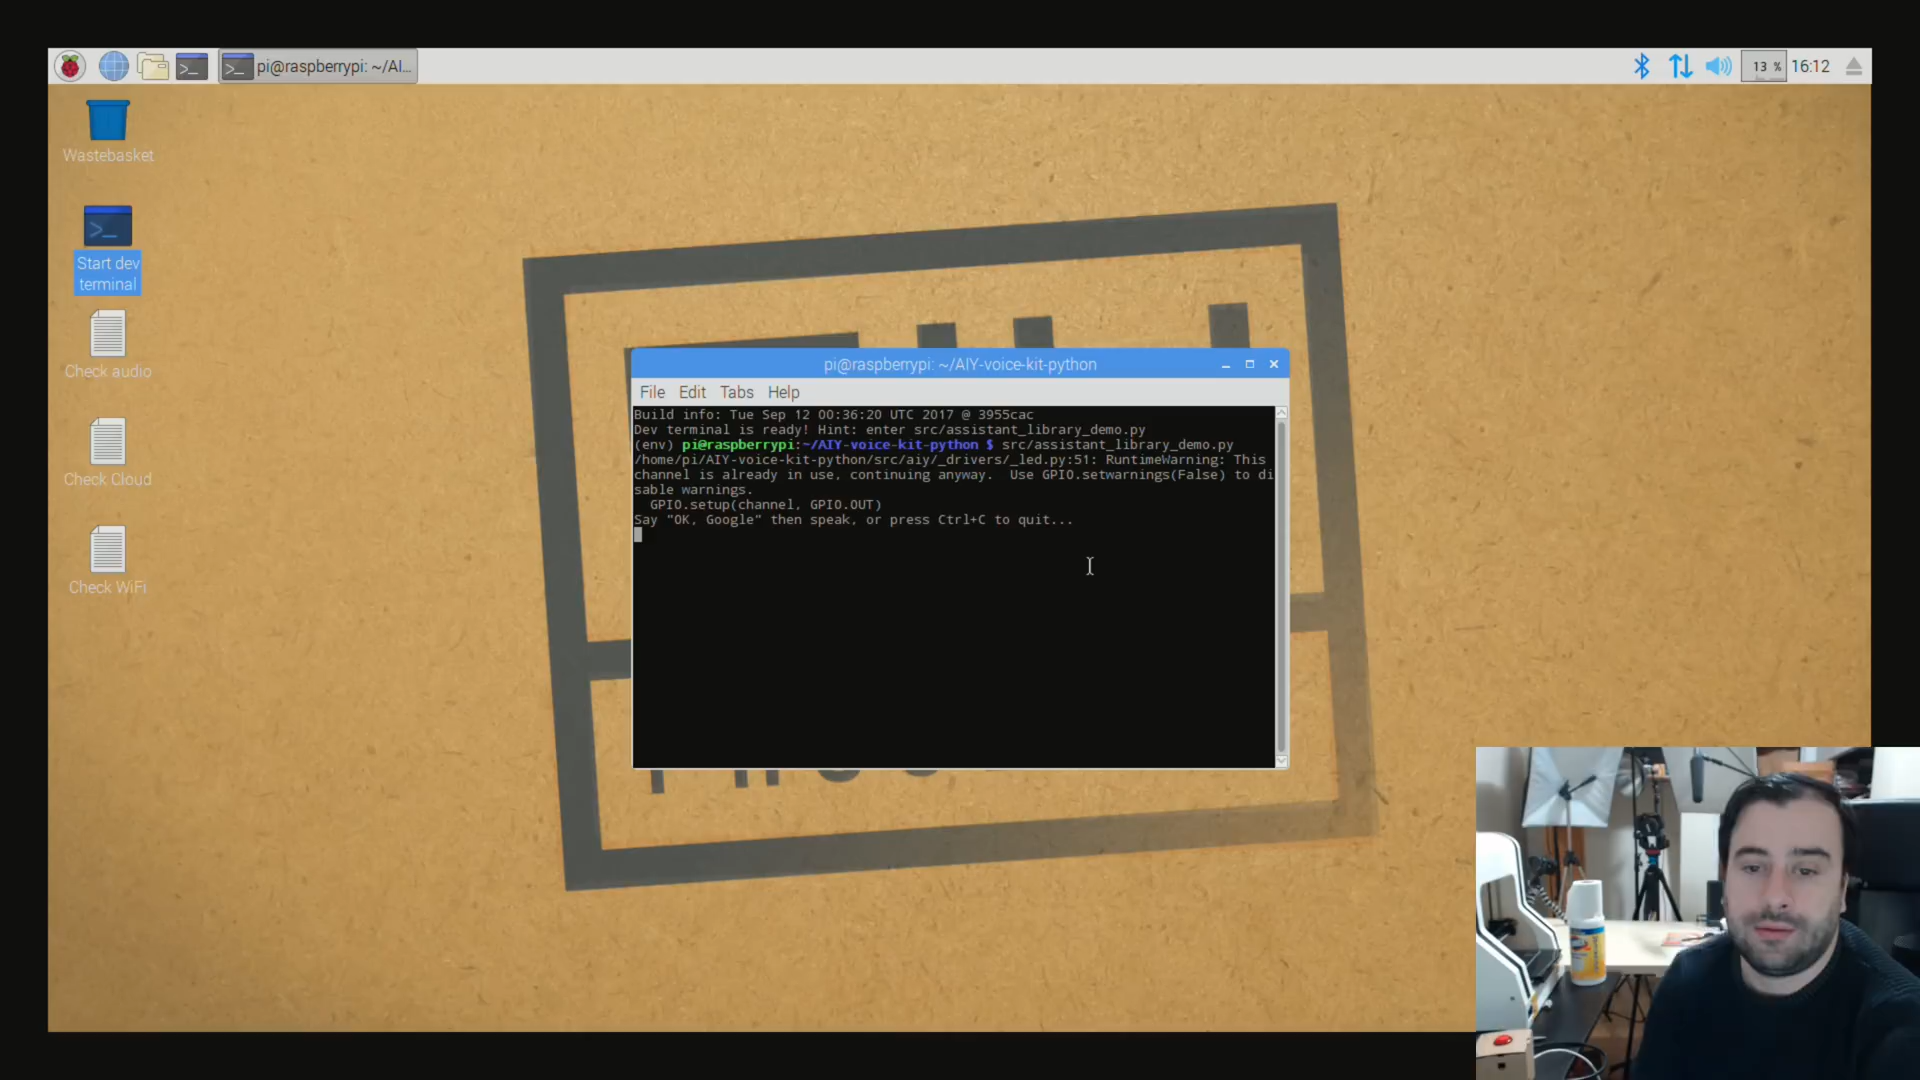 pi@raspberrypi: ~/AI...
13 %
16:12
Wastebasket
Start dev
terminal
Check audio
Check Cloud
Check WiFi
pi@raspberrypi: ~/AIY-voice-kit-python
File Edit Tabs Help
Build info: Tue Sep 12 00:36:20 UTC 2017 @ 3955cac
Dev terminal is ready! Hint: enter src/assistant_library_demo.py
(env) pi@raspberrypi:~/AIY-voice-kit-python $ src/assistant_library_demo.py
/home/pi/AIY-voice-kit-python/src/aiy/_drivers/_led.py:51: RuntimeWarning: This
channel is already in use, continuing anyway.  Use GPIO.setwarnings(False) to di
sable warnings.
  GPIO.setup(channel, GPIO.OUT)
Say "OK, Google" then speak, or press Ctrl+C to quit...